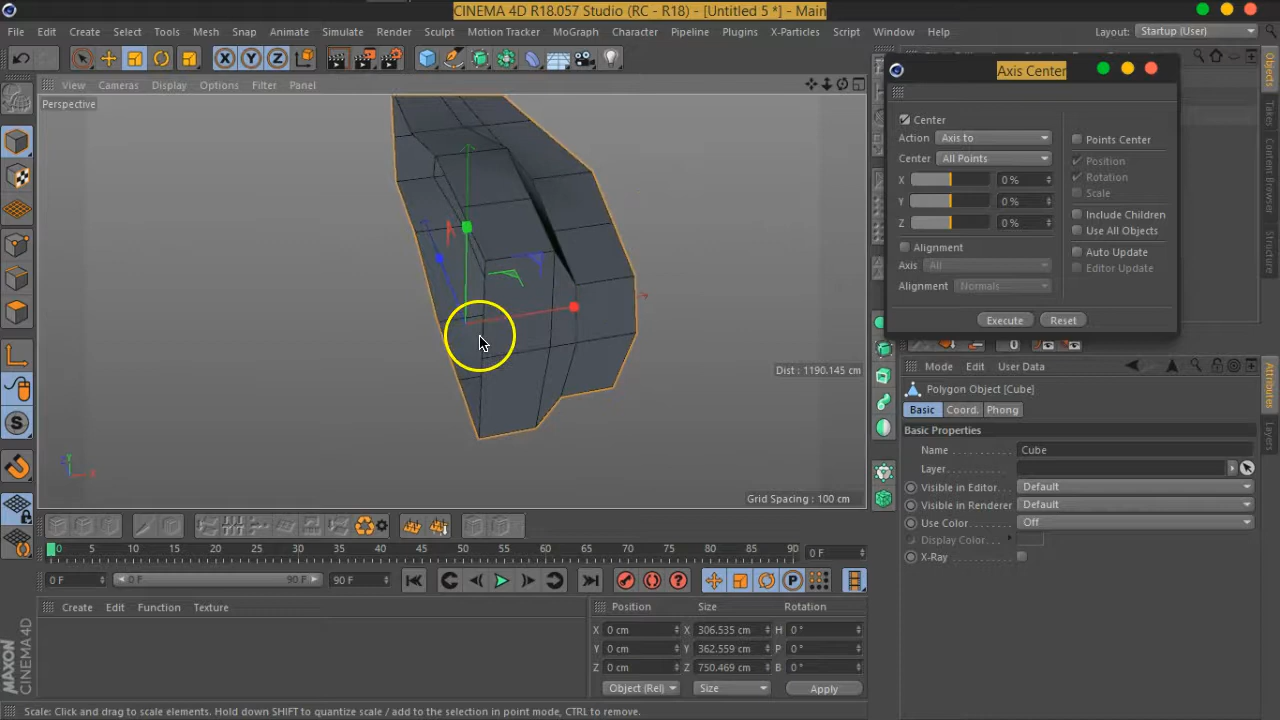 CINEMA 4D R18.057 Studio (RC - R18) - [Untitled 5 *] - Main
File Edit Create Select Tools Mesh Snap Animate Simulate Render Sculpt Motion Tracker MoGraph Character Pipeline Plugins X-Particles Script Window Help Layout: Startup (User)
X Y Z
View Cameras Display Options Filter Panel
Perspective
Dist : 1190.145 cm
Grid Spacing : 100 cm
Axis Center
Center
Action Axis to
Center All Points
X 0 %
Y 0 %
Z 0 %
Alignment
Axis All
Alignment Normals
Points Center
Position
Rotation
Scale
Include Children
Use All Objects
Auto Update
Editor Update
Execute Reset
Objects
Takes
0
Mode Edit User Data
Polygon Object [Cube]
Basic Coord. Phong
Basic Properties
Name Cube
Layer
Visible in Editor Default
Visible in Renderer Default
Use Color Off
Display Color
X-Ray
Attributes
Layers
0 5 10 15 20 25 30 35 40 45 50 55 60 65 70 75 80 85 90 0 F
0 F 0 F 90 F 90 F
Create Edit Function Texture
Position Size Rotation
X 0 cm X 306.535 cm H 0 °
Y 0 cm Y 362.559 cm P 0 °
Z 0 cm Z 750.469 cm B 0 °
Object (Rel) Size Apply
MAXON CINEMA 4D
Scale: Click and drag to scale elements. Hold down SHIFT to quantize scale / add to the selection in point mode, CTRL to remove.